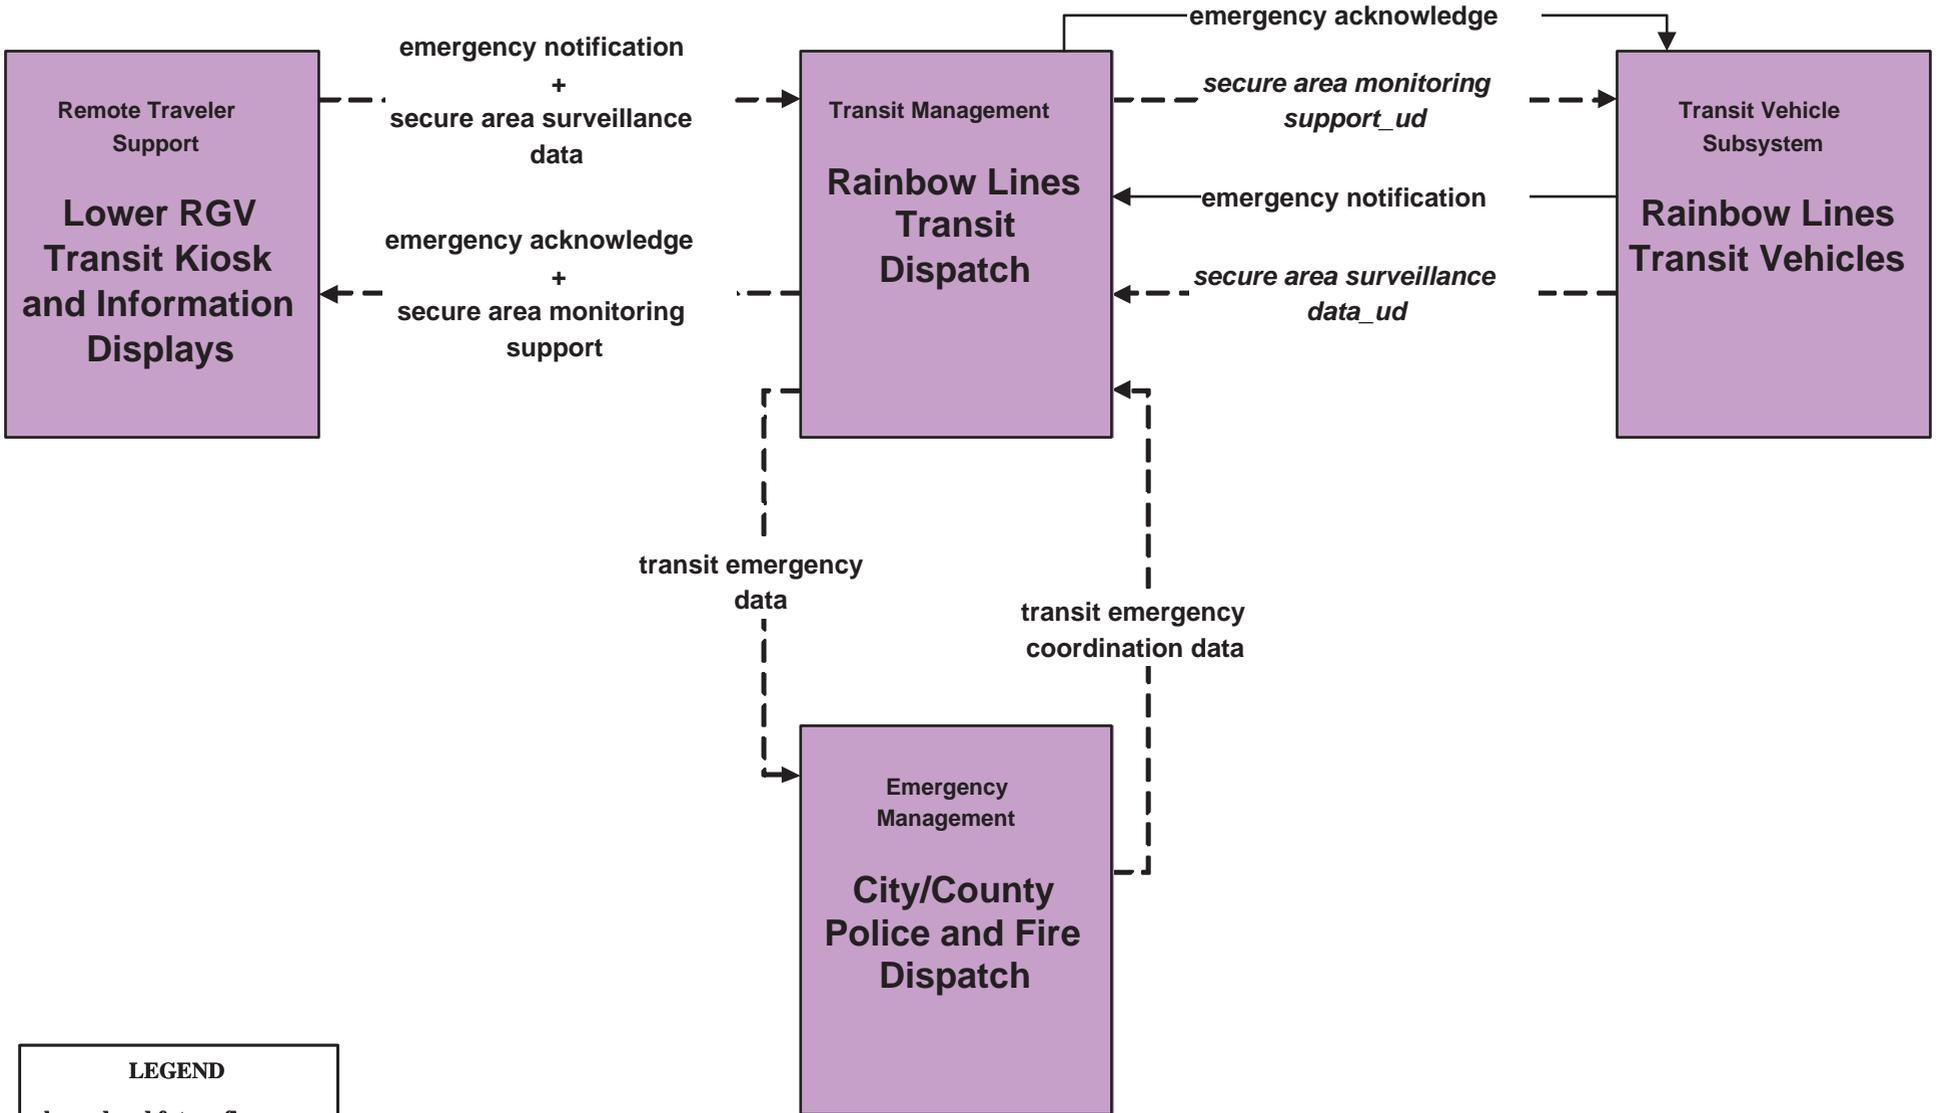 emergency acknowledge
emergency notification
+
secure area surveillance
data
emergency acknowledge
+
secure area monitoring
support
Remote Traveler
Support
Lower RGV
Transit Kiosk
and Information
Displays
Transit Management
Rainbow Lines
Transit
Dispatch
secure area monitoring
support_ud
emergency notification
secure area surveillance
data_ud
Transit Vehicle
Subsystem
Rainbow Lines
Transit Vehicles
transit emergency
data
transit emergency
coordination data
Emergency
Management
City/County
Police and Fire
Dispatch
LEGEND